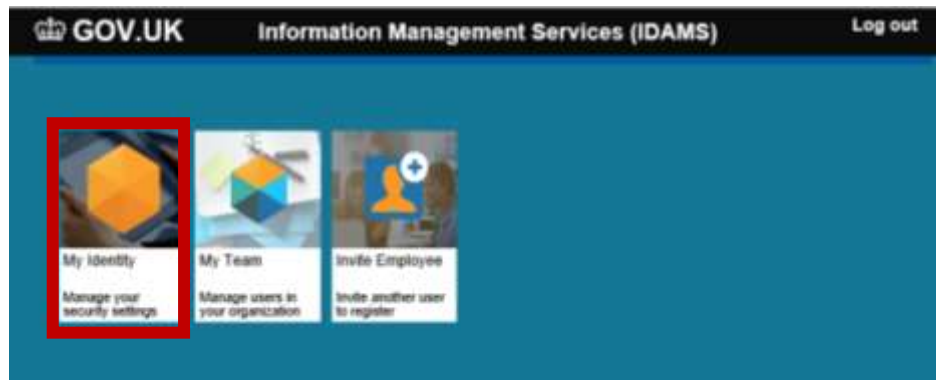 GOV.UK
Information Management Services (IDAMS)
Log out
My Identity
Manage your
security settings
My Team
Manage users in
your organization
Invite Employee
Invite another user
to register